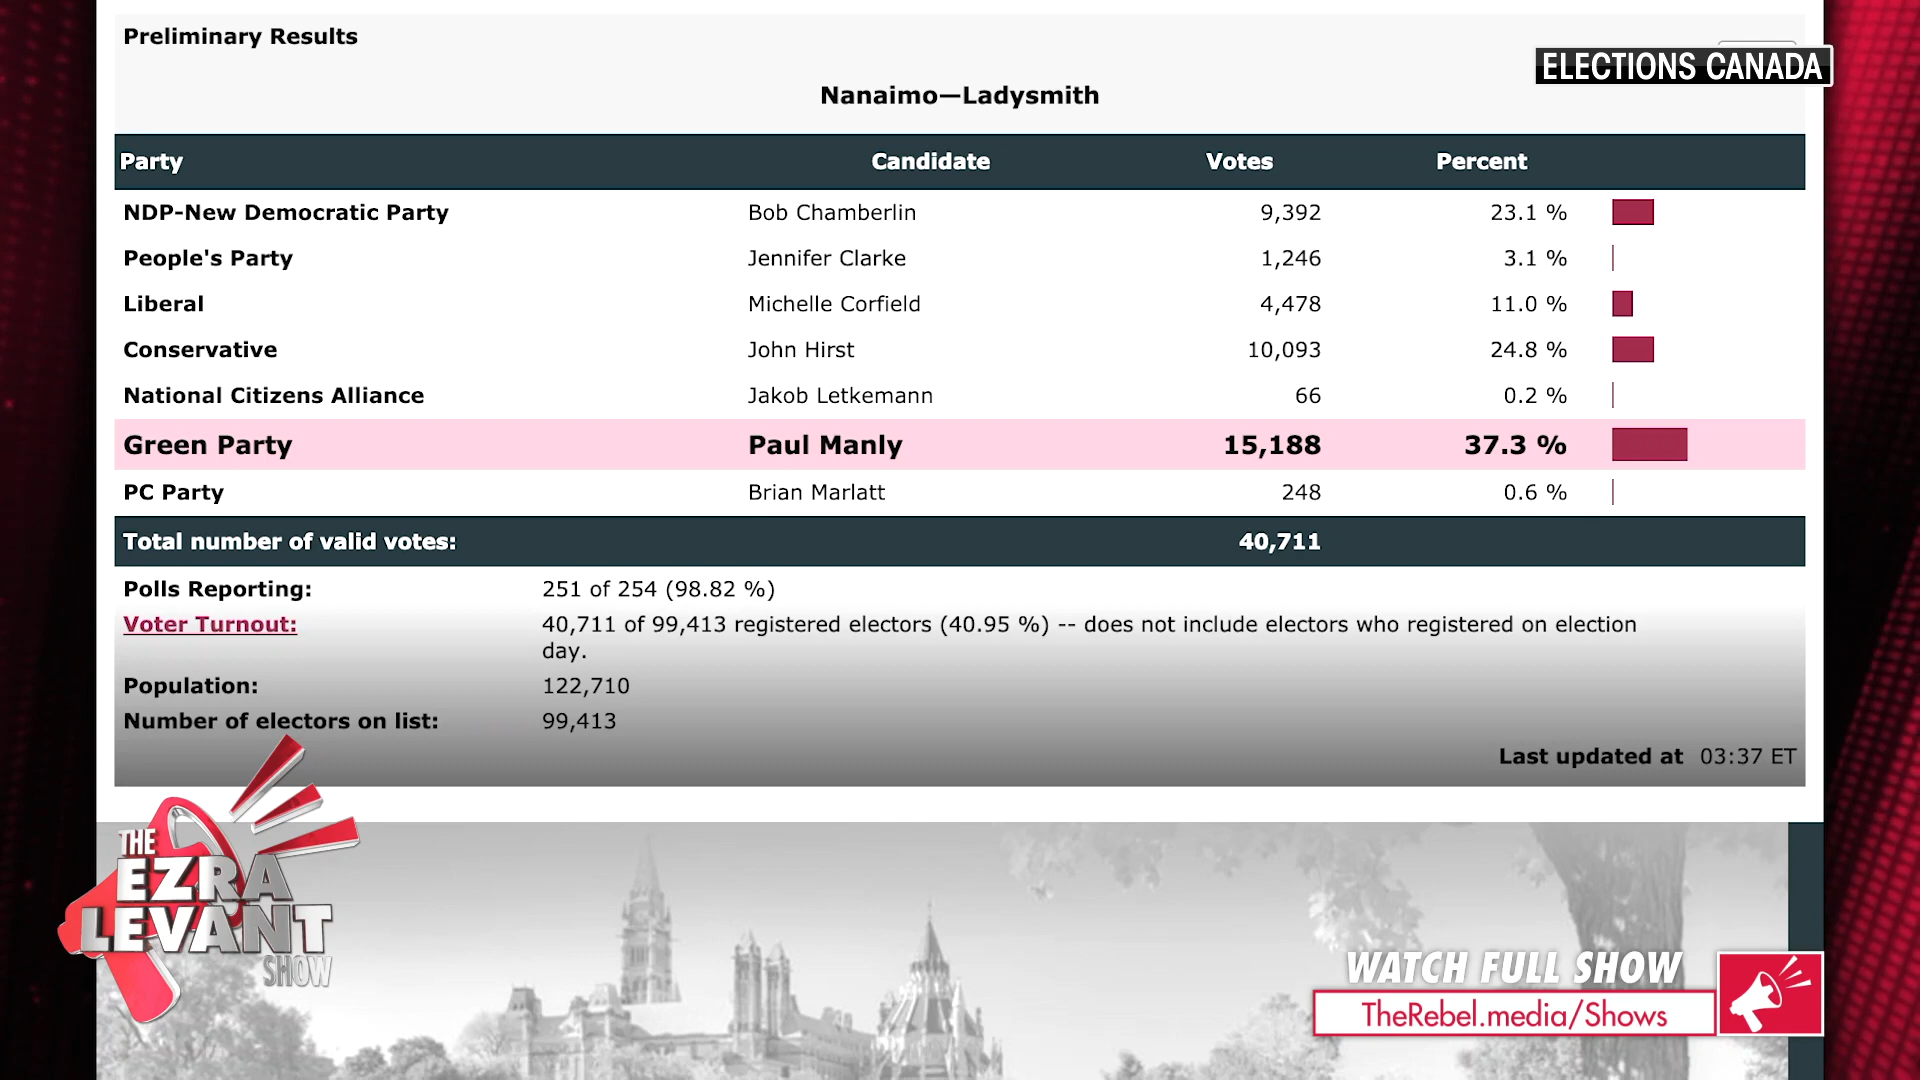 Preliminary Results
ELECTIONS CANADA
Nanaimo—Ladysmith
Party Candidate Votes Percent
NDP-New Democratic Party Bob Chamberlin 9,392 23.1 %
People's Party Jennifer Clarke 1,246 3.1 %
Liberal Michelle Corfield 4,478 11.0 %
Conservative John Hirst 10,093 24.8 %
National Citizens Alliance Jakob Letkemann 66 0.2 %
Green Party Paul Manly 15,188 37.3 %
PC Party Brian Marlatt 248 0.6 %
Total number of valid votes: 40,711
Polls Reporting: 251 of 254 (98.82 %)
Voter Turnout: 40,711 of 99,413 registered electors (40.95 %) -- does not include electors who registered on election
day.
Population: 122,710
Number of electors on list: 99,413
Last updated at 03:37 ET
THE
EZRA
LEVANT
SHOW
WATCH FULL SHOW
TheRebel.media/Shows